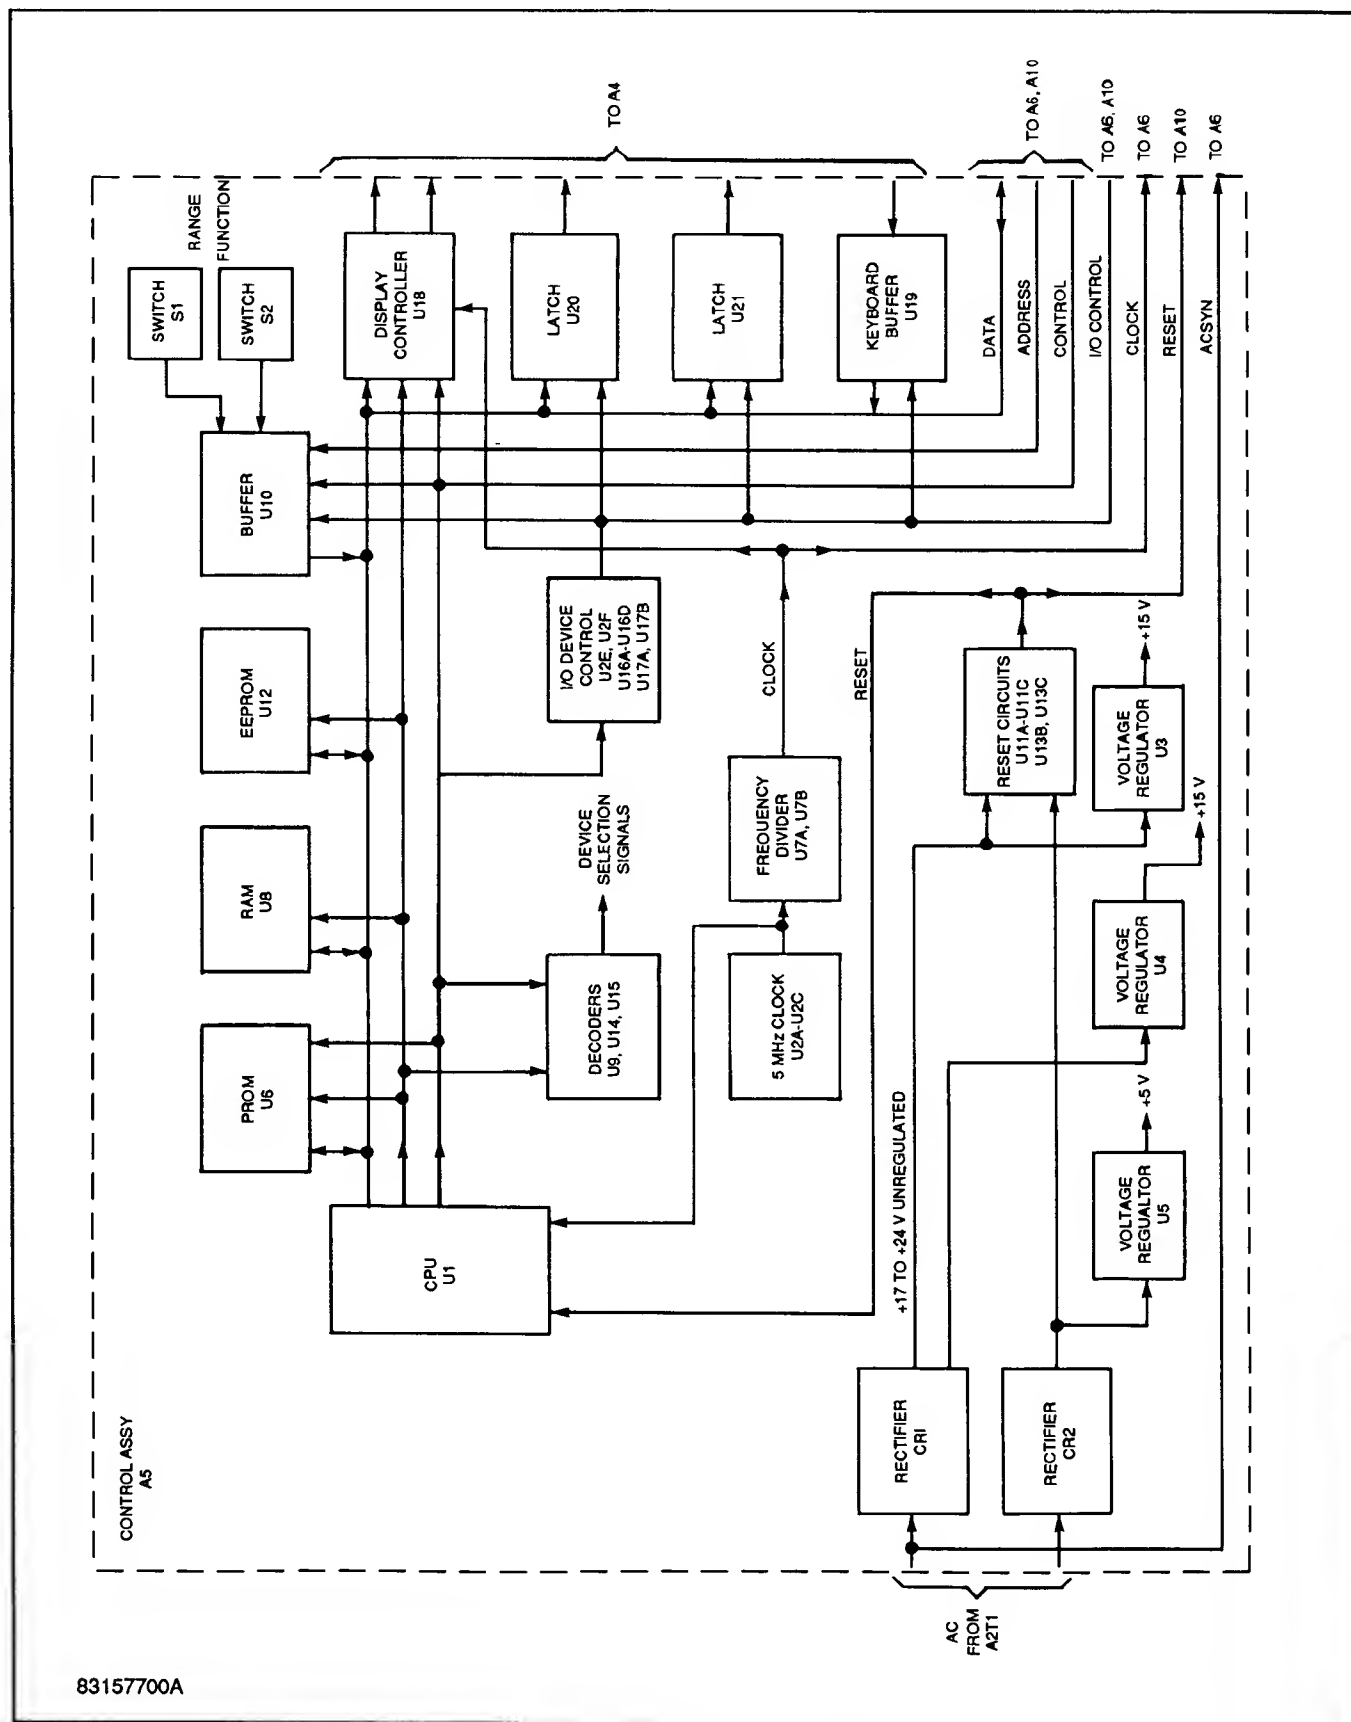 CONTROL ASSY
A5
SWITCH
S1
RANGE
FUNCTION
SWITCH
S2
PROM
U6
RAM
U8
EEPROM
U12
BUFFER
U10
CPU
U1
DISPLAY
CONTROLLER
U18
LATCH
U20
LATCH
U21
KEYBOARD
BUFFER
U19
TO A4
DECODERS
U9, U14, U15
DEVICE
SELECTION
SIGNALS
I/O DEVICE
CONTROL
U2E, U2F
U16A-U16D
U17A, U17B
5 MHz CLOCK
U2A-U2C
FREQUENCY
DIVIDER
U7A, U7B
CLOCK
RESET
DATA
ADDRESS
CONTROL
TO A6, A10
I/O CONTROL
TO A6, A10
CLOCK
TO A6
RESET
TO A10
ACSYN
TO A6
+17 TO +24 V UNREGULATED
RESET CIRCUITS
U11A-U11C
U13B, U13C
RECTIFIER
CR1
RECTIFIER
CR2
VOLTAGE
REGUALTOR
U5
+5 V
VOLTAGE
REGULATOR
U4
+15 V
VOLTAGE
REGULATOR
U3
+15 V
AC
FROM
A2T1
83157700A